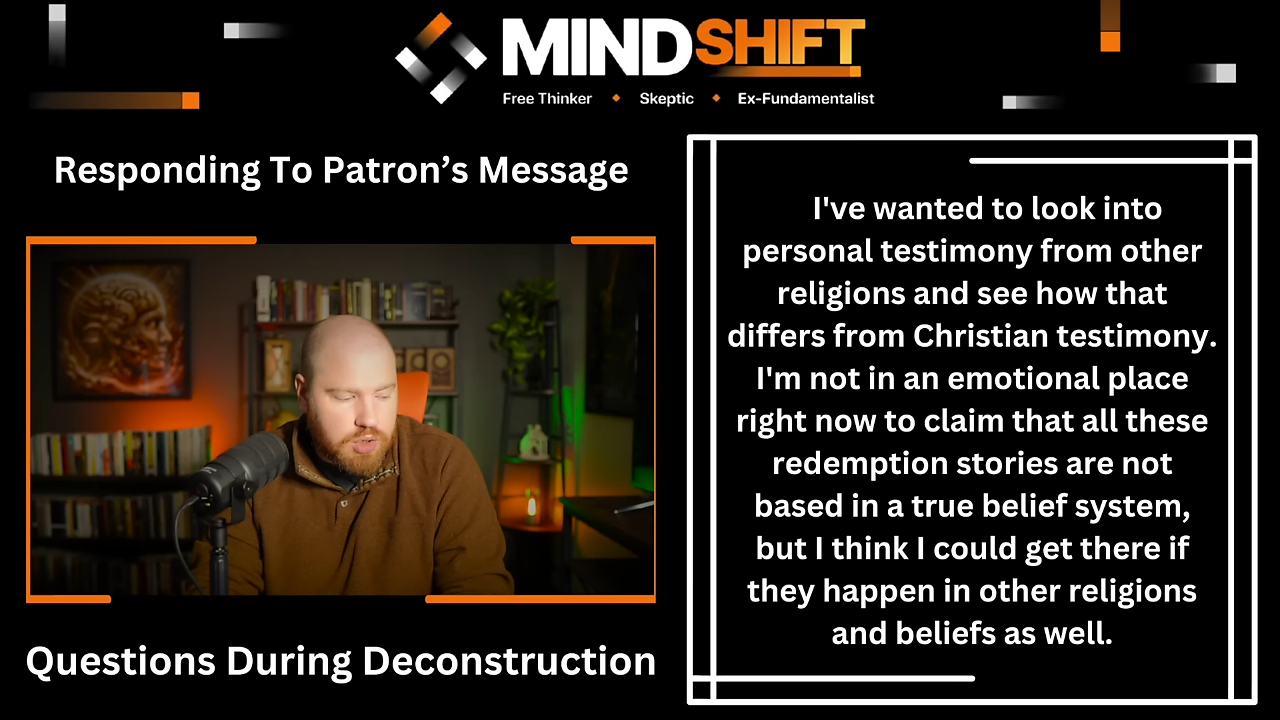 MINDSHIFT
Free Thinker ◆ Skeptic ◆ Ex-Fundamentalist
Responding To Patron’s Message
I've wanted to look into
personal testimony from other
religions and see how that
differs from Christian testimony.
I'm not in an emotional place
right now to claim that all these
redemption stories are not
based in a true belief system,
but I think I could get there if
they happen in other religions
and beliefs as well.
Questions During Deconstruction